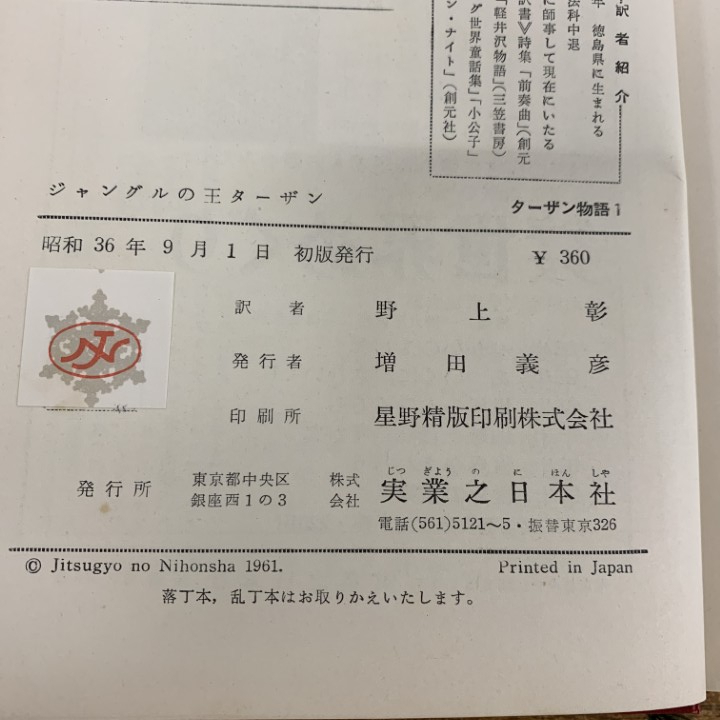 訳者紹介
年 徳島県に生まれる
法科中退
に師事して現在にいたる
訳書》詩集「前奏曲」(創元
「軽井沢物語」(三笠書房)
グ世界童話集」「小公子」
ン・ナイト」(創元社)
ジャングルの王ターザン
ターザン物語1
昭和36年9月1日 初版発行 ¥360
訳者 野上彰
発行者 増田義彦
印刷所 星野精版印刷株式会社
発行所 東京都中央区銀座西1の3 株式会社
じつぎようのにほんしや
実業之日本社
電話(561)5121〜5・振替東京326
© Jitsugyo no Nihonsha 1961. Printed in Japan
落丁本,乱丁本はお取りかえいたします。